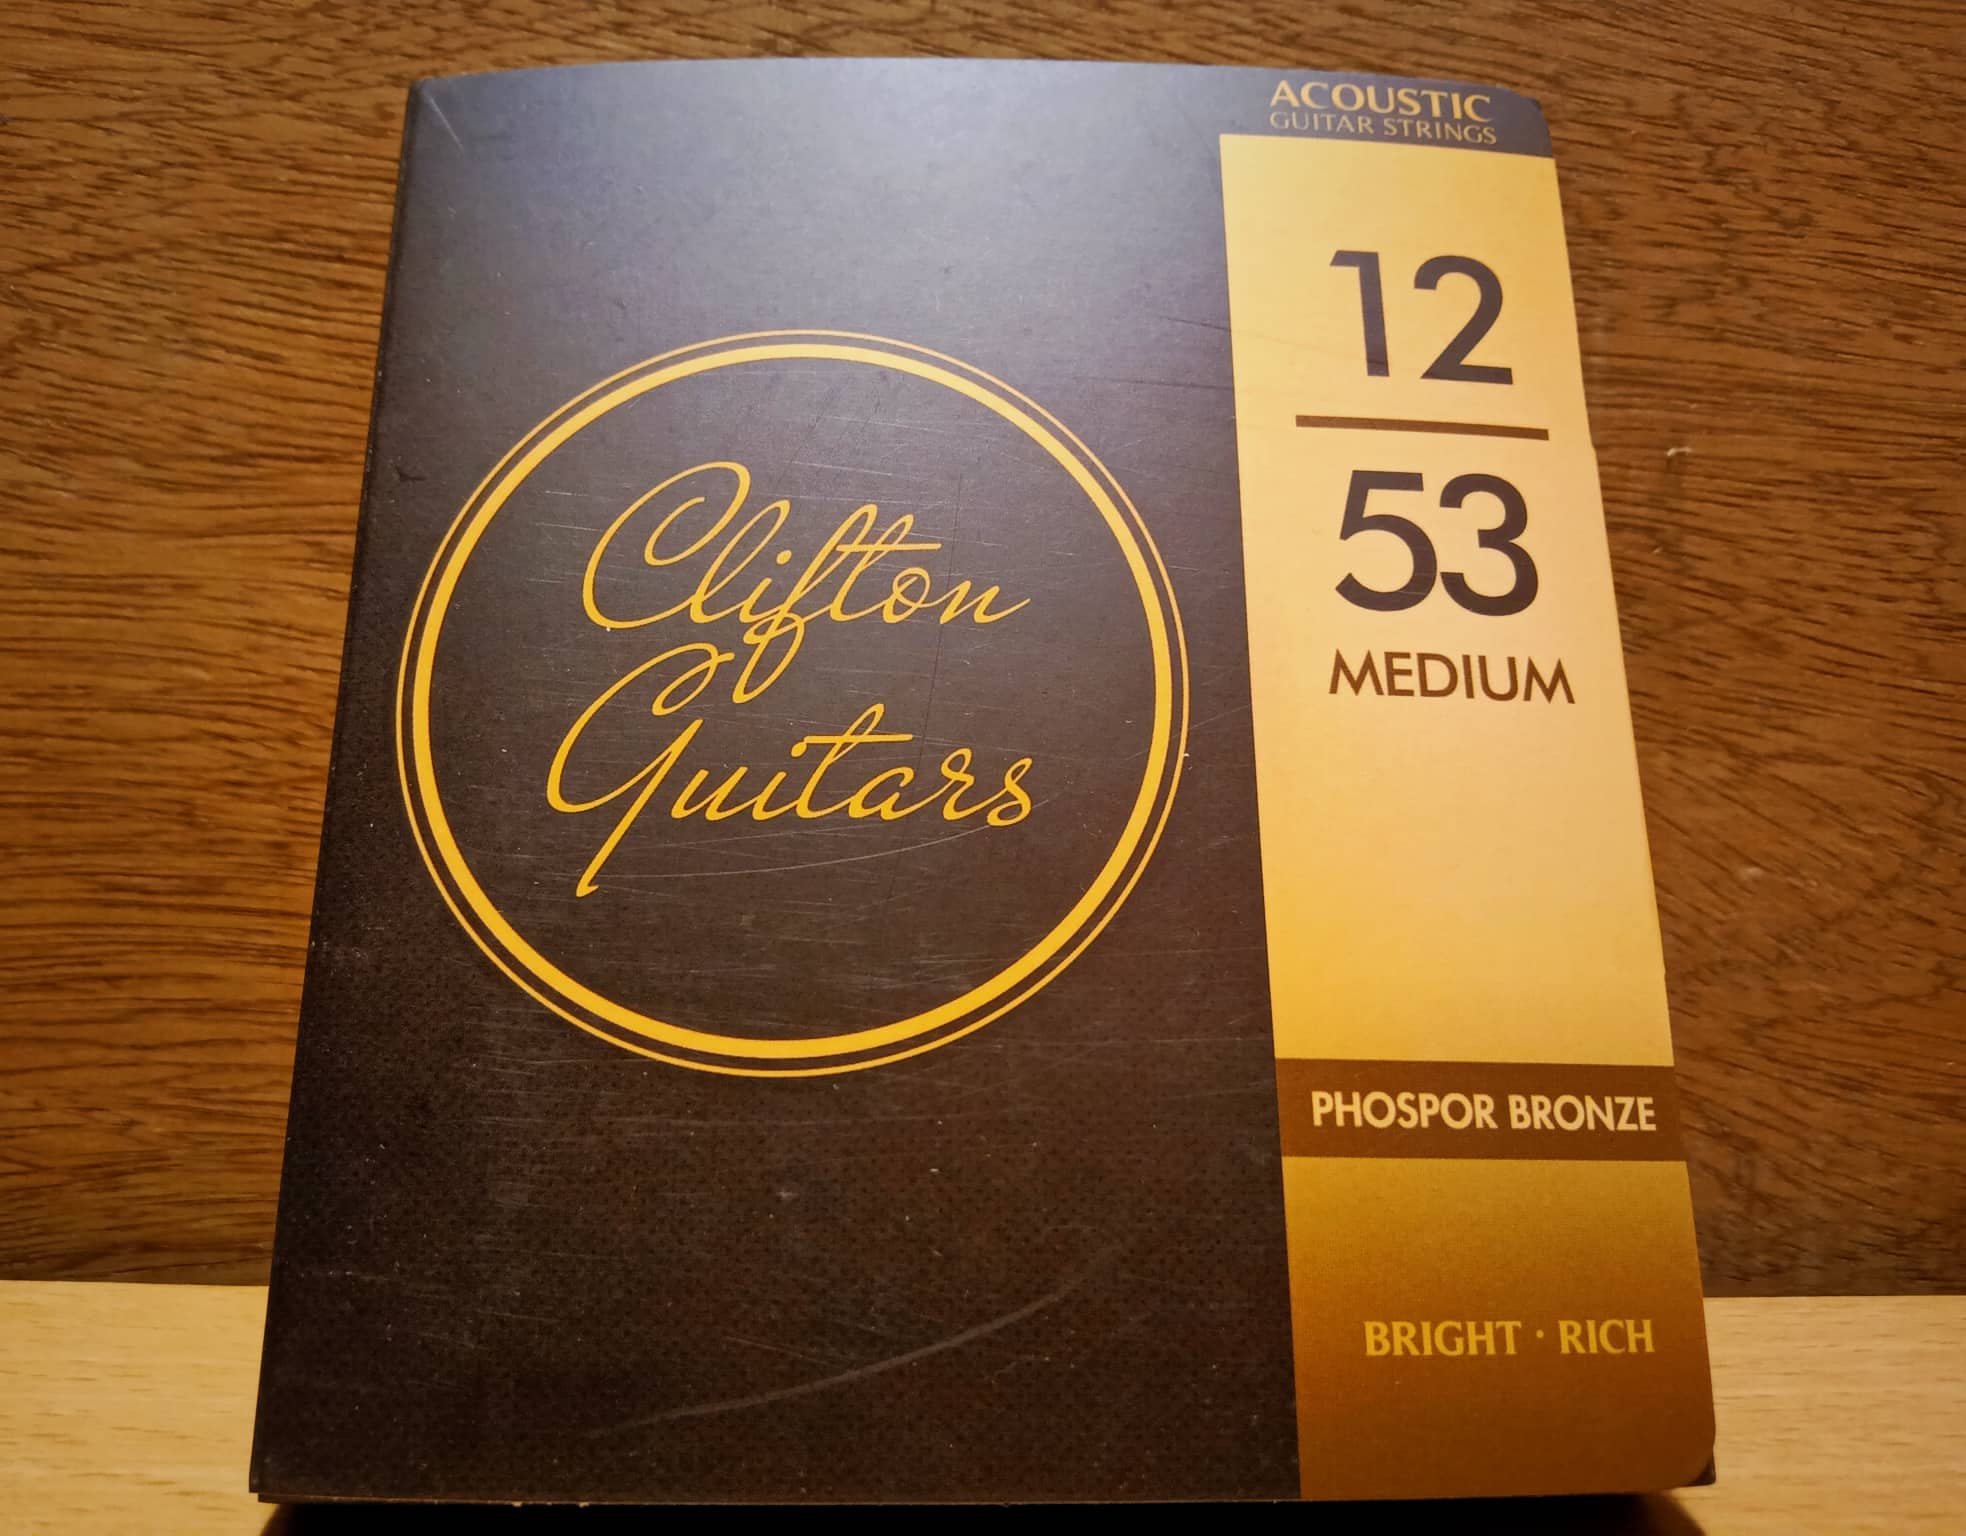 ACOUSTIC
GUITAR STRINGS
12
53
MEDIUM
Clifton
Guitars
PHOSPOR BRONZE
BRIGHT · RICH